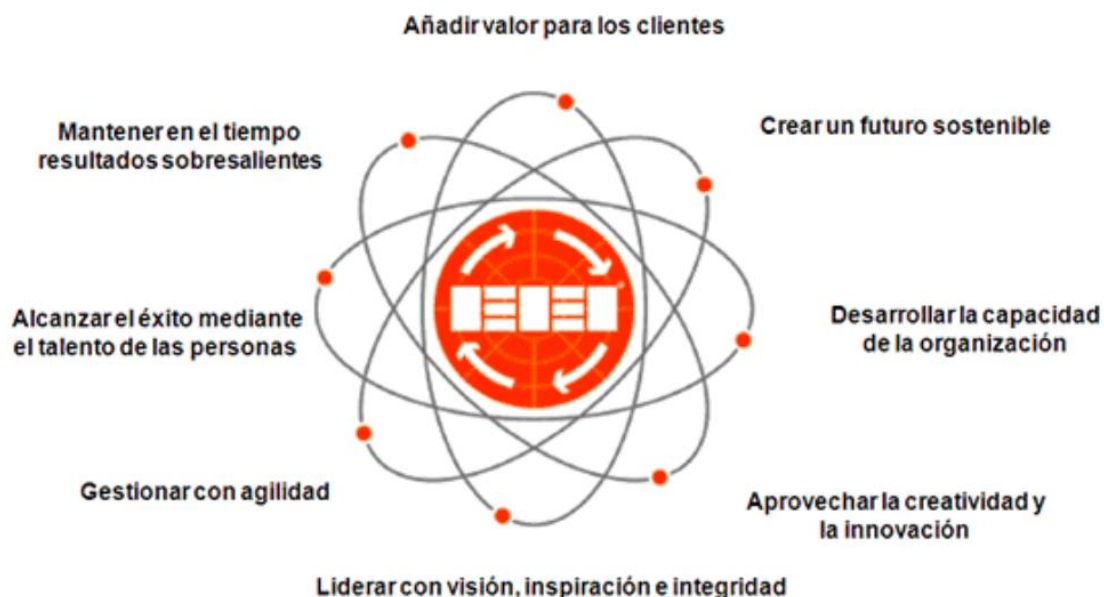 Añadir valor para los clientes
Mantener en el tiempo
resultados sobresalientes
Crear un futuro sostenible
Alcanzar el éxito mediante
el talento de las personas
Desarrollar la capacidad
de la organización
Gestionar con agilidad
Aprovechar la creatividad y
la innovación
Liderar con visión, inspiración e integridad